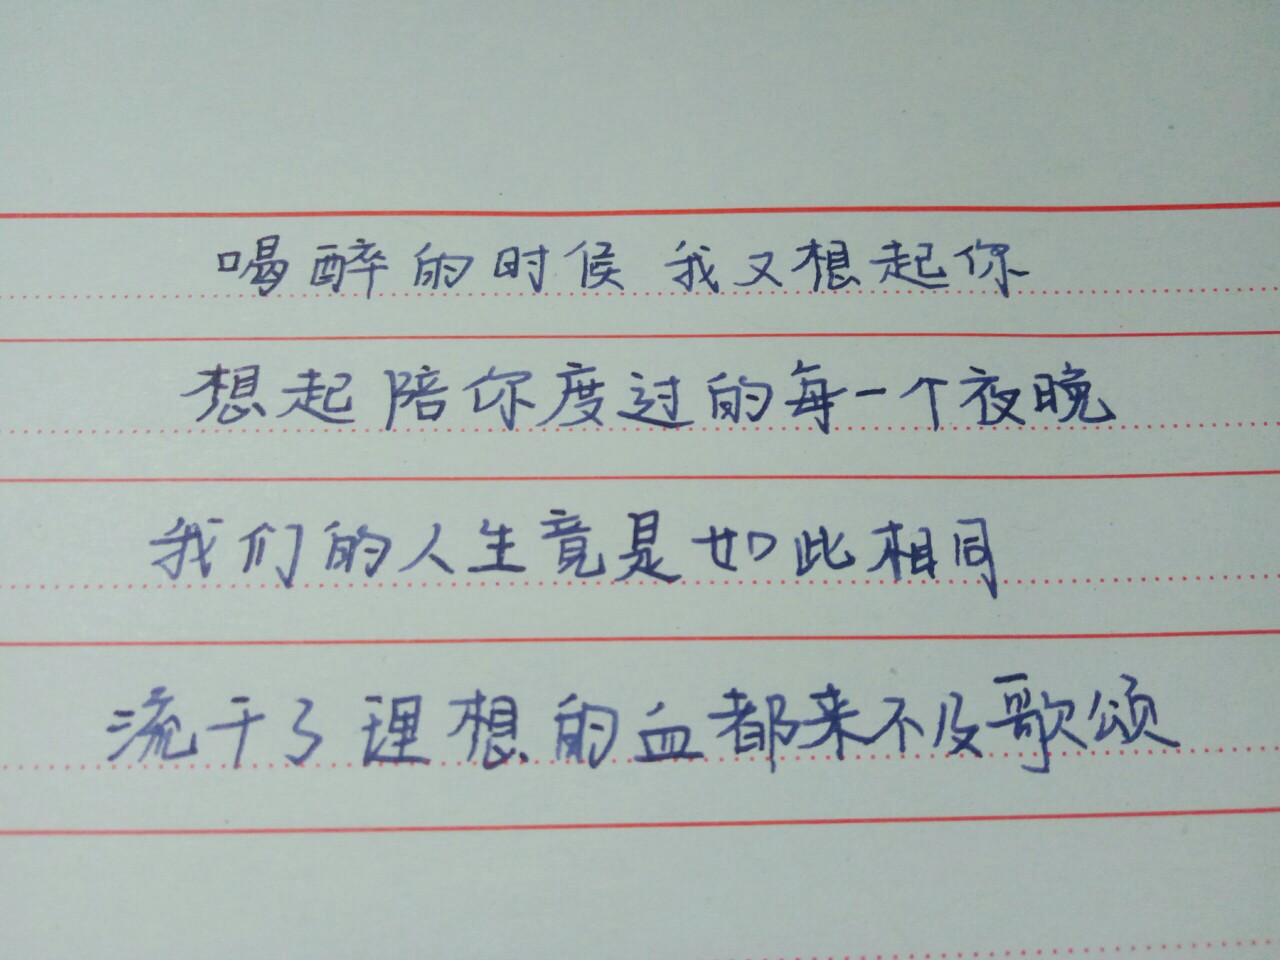 喝醉的时候 我又想起你
想起陪你度过的每一个夜晚
我们的人生竟是如此相同
流干了理想的血都来不及歌颂